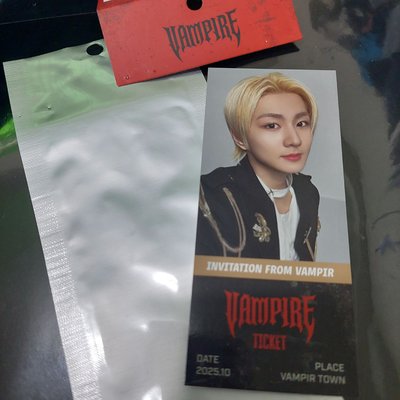 VAMPIRE
INVITATION FROM VAMPIR
VAMPIRE
TICKET
DATE
2025.10
PLACE
VAMPIR TOWN